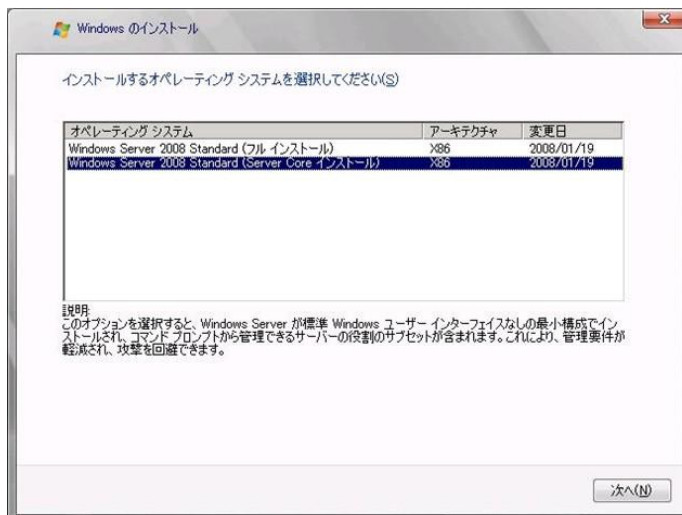 Windows のインストール
インストールするオペレーティング システムを選択してください(S)
オペレーティング システム アーキテクチャ 変更日
Windows Server 2008 Standard (フル インストール) X86 2008/01/19
Windows Server 2008 Standard (Server Core インストール) X86 2008/01/19
説明:
このオプションを選択すると、Windows Server が標準 Windows ユーザー インターフェイスなしの最小構成でイン
ストールされ、コマンド プロンプトから管理できるサーバーの役割のサブセットが含まれます。これにより、管理要件が
軽減され、攻撃を回避できます。
次へ(N)